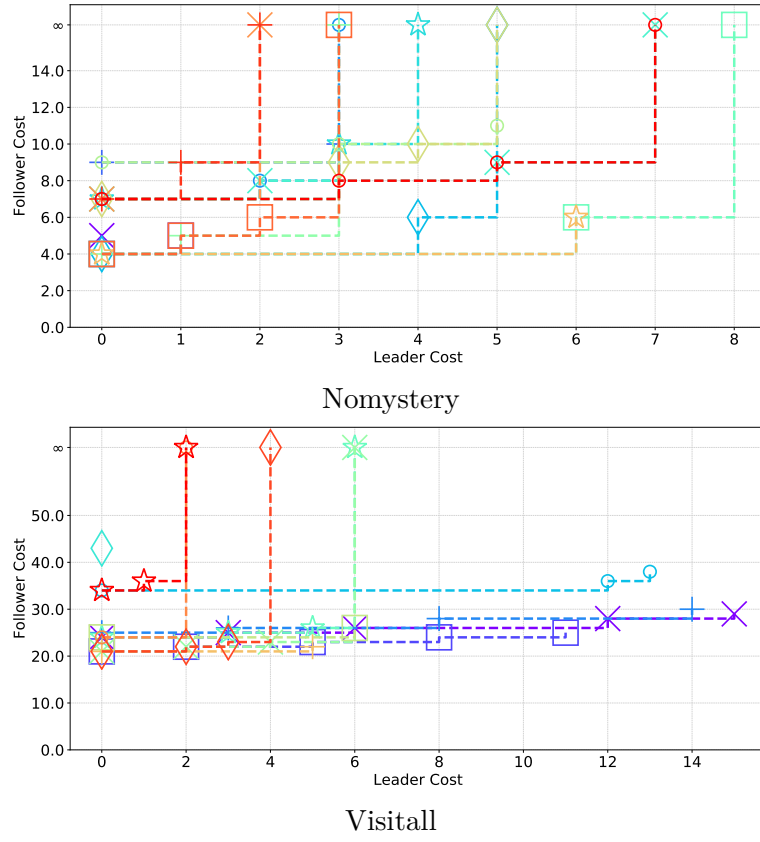 ∞
14.0
12.0
10.0
8.0
6.0
4.0
2.0
0.0
Follower Cost
0 1 2 3 4 5 6 7 8
Leader Cost
Nomystery
∞
50.0
40.0
30.0
20.0
10.0
0.0
Follower Cost
0 2 4 6 8 10 12 14
Leader Cost
Visitall